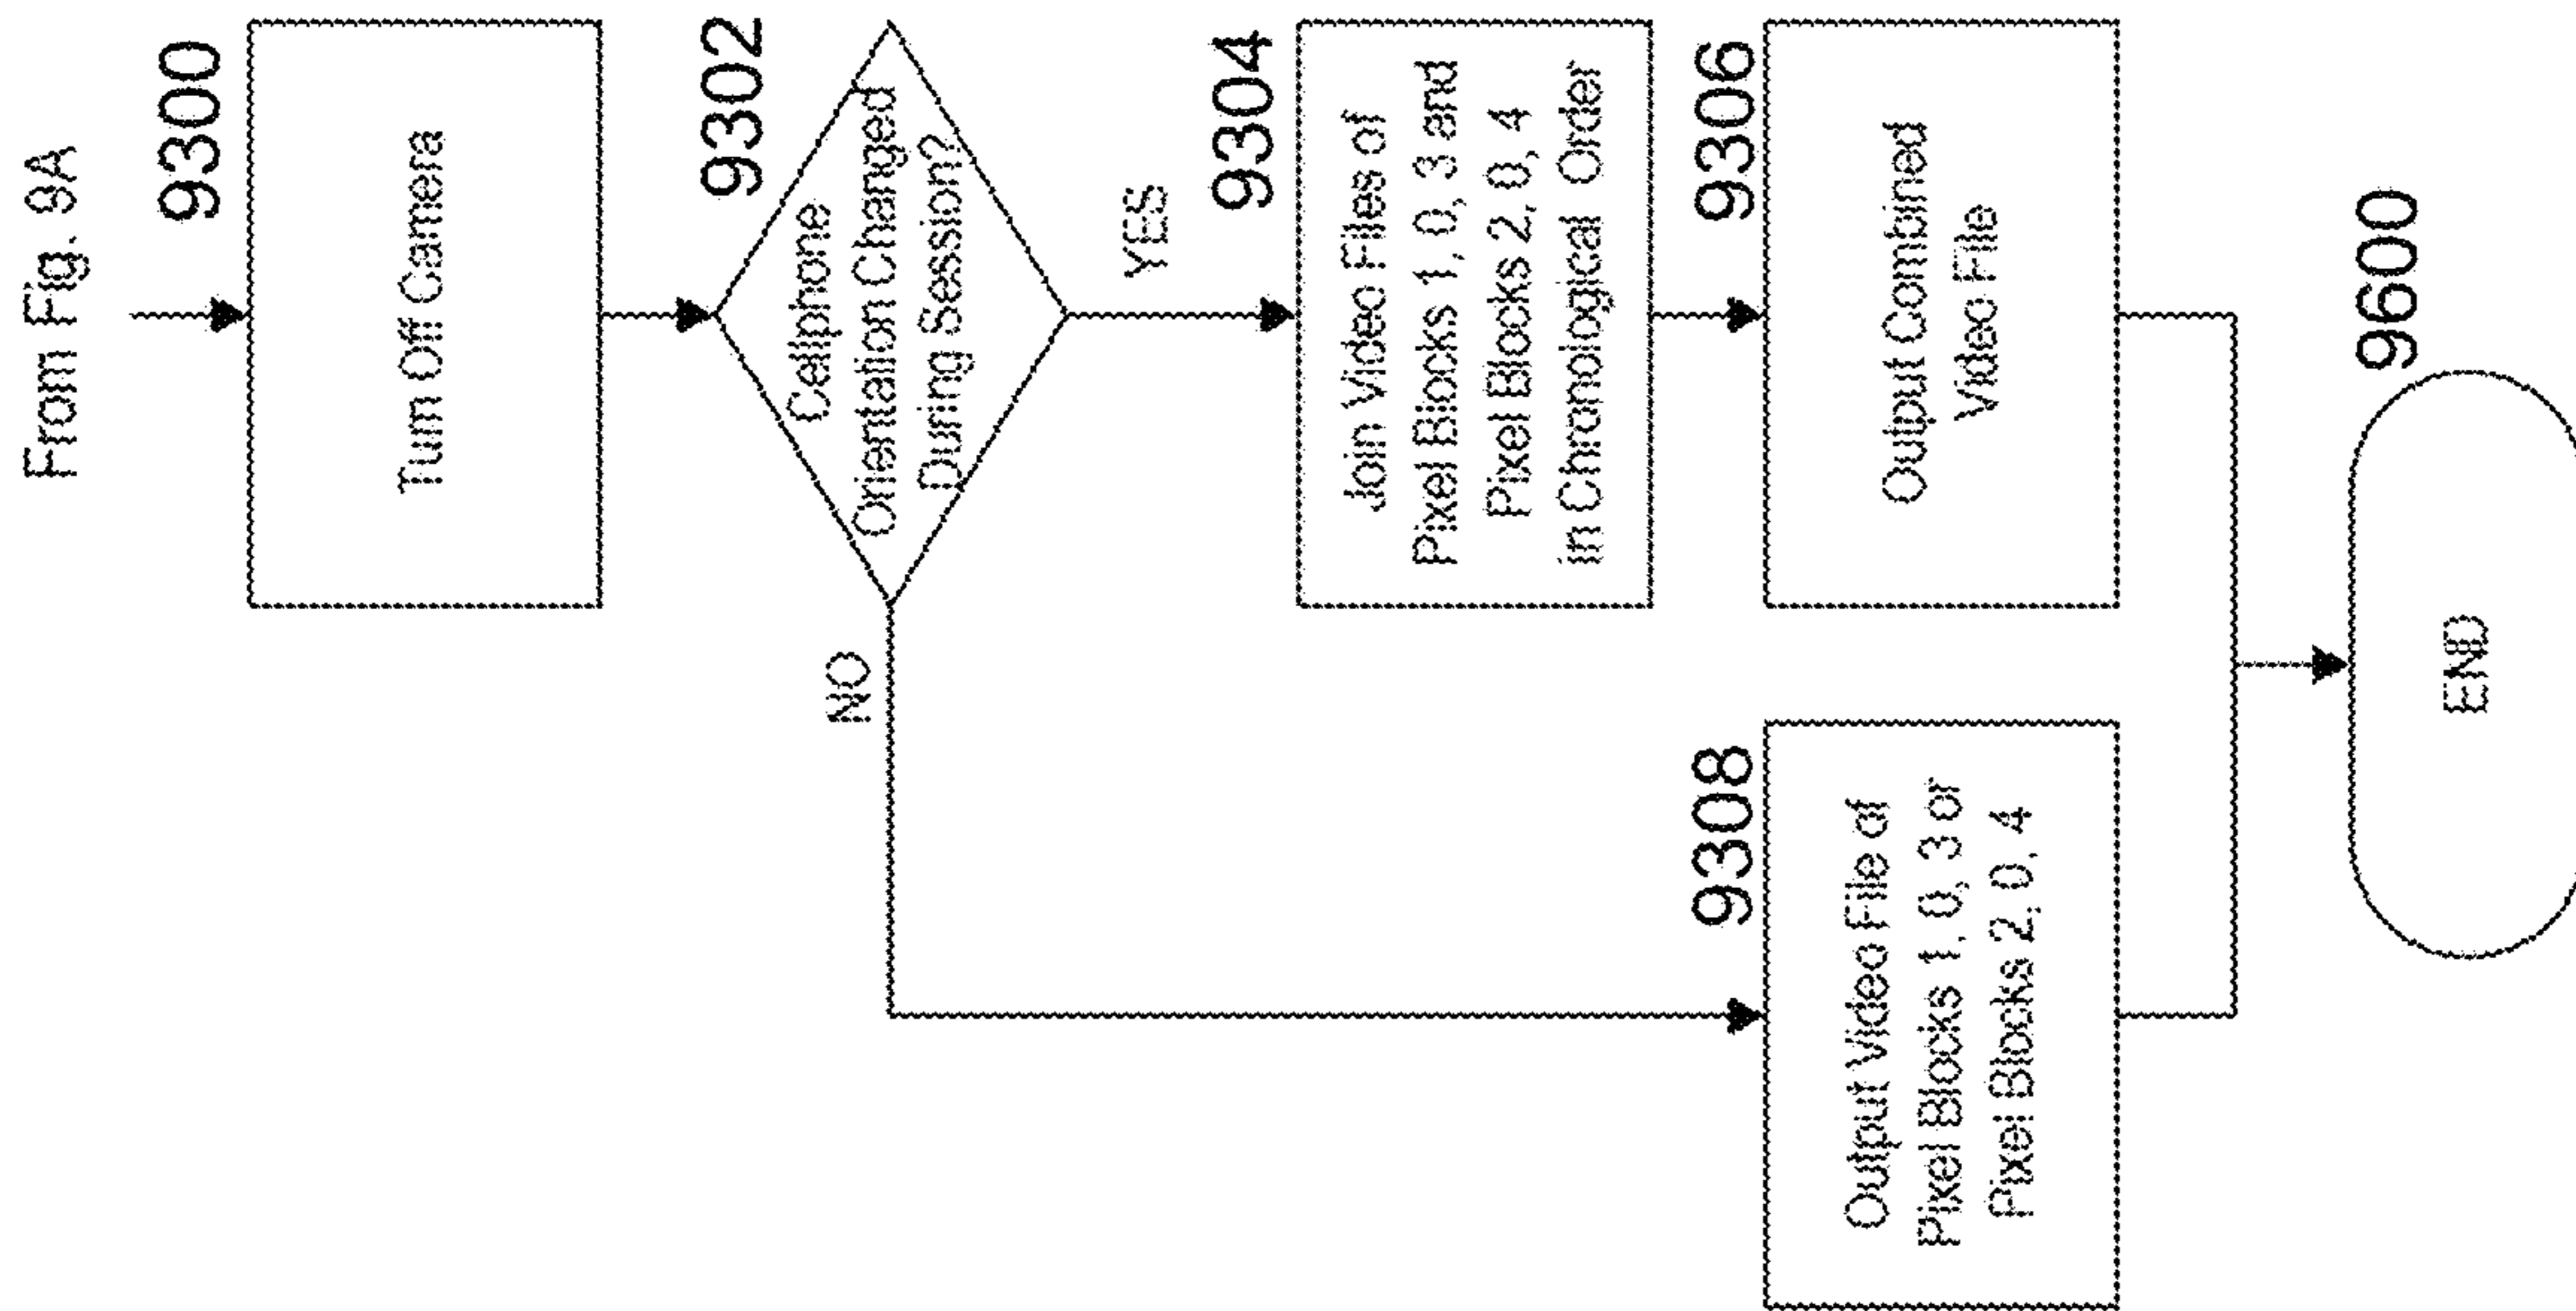 From Fig. 9A
9300
Turn Off Camera
9302
Cellphone
Orientation Changed
During Session?
YES
NO
9304
Join Video Files of
Pixel Blocks 1, 0, 3 and
Pixel Blocks 2, 0, 4
in Chronological Order
9306
Output Combined
Video File
9308
Output Video File of
Pixel Blocks 1, 0, 3 or
Pixel Blocks 2, 0, 4
9600
END